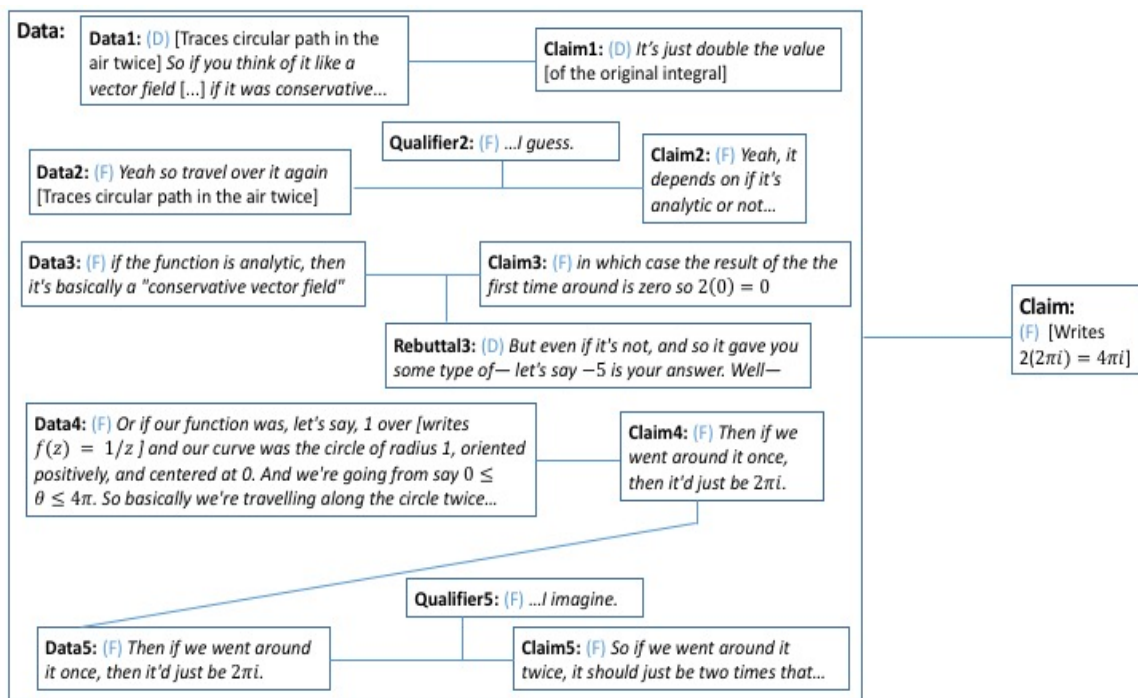 Data:
Data1: (D) [Traces circular path in the
air twice] So if you think of it like a
vector field [...] if it was conservative...
Claim1: (D) It's just double the value
[of the original integral]
Qualifier2: (F) ...I guess.
Data2: (F) Yeah so travel over it again
[Traces circular path in the air twice]
Claim2: (F) Yeah, it
depends on if it's
analytic or not...
Data3: (F) if the function is analytic, then
it's basically a "conservative vector field"
Claim3: (F) in which case the result of the the
first time around is zero so 2(0) = 0
Rebuttal3: (D) But even if it's not, and so it gave you
some type of— let's say −5 is your answer. Well—
Claim:
(F) [Writes
2(2πi) = 4πi]
Data4: (F) Or if our function was, let's say, 1 over [writes
f(z) = 1/z ] and our curve was the circle of radius 1, oriented
positively, and centered at 0. And we're going from say 0 ≤
θ ≤ 4π. So basically we're travelling along the circle twice...
Claim4: (F) Then if we
went around it once,
then it'd just be 2πi.
Qualifier5: (F) ...I imagine.
Data5: (F) Then if we went around
it once, then it'd just be 2πi.
Claim5: (F) So if we went around it
twice, it should just be two times that...